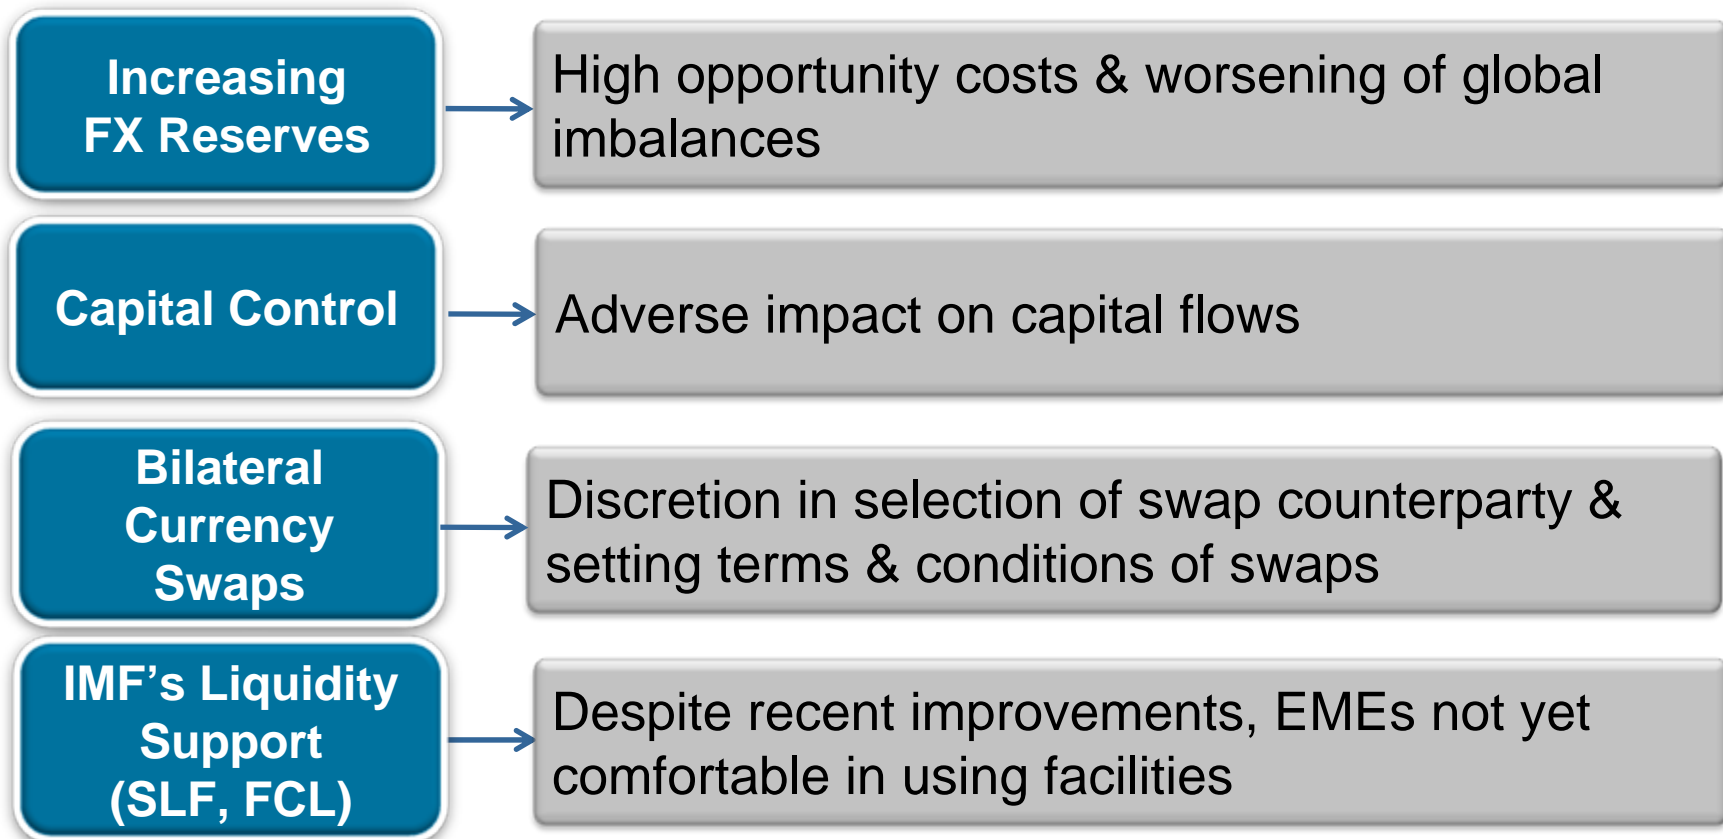 Increasing
FX Reserves
High opportunity costs & worsening of global
imbalances
Capital Control
Adverse impact on capital flows
Bilateral
Currency
Swaps
Discretion in selection of swap counterparty &
setting terms & conditions of swaps
IMF’s Liquidity
Support
(SLF, FCL)
Despite recent improvements, EMEs not yet
comfortable in using facilities